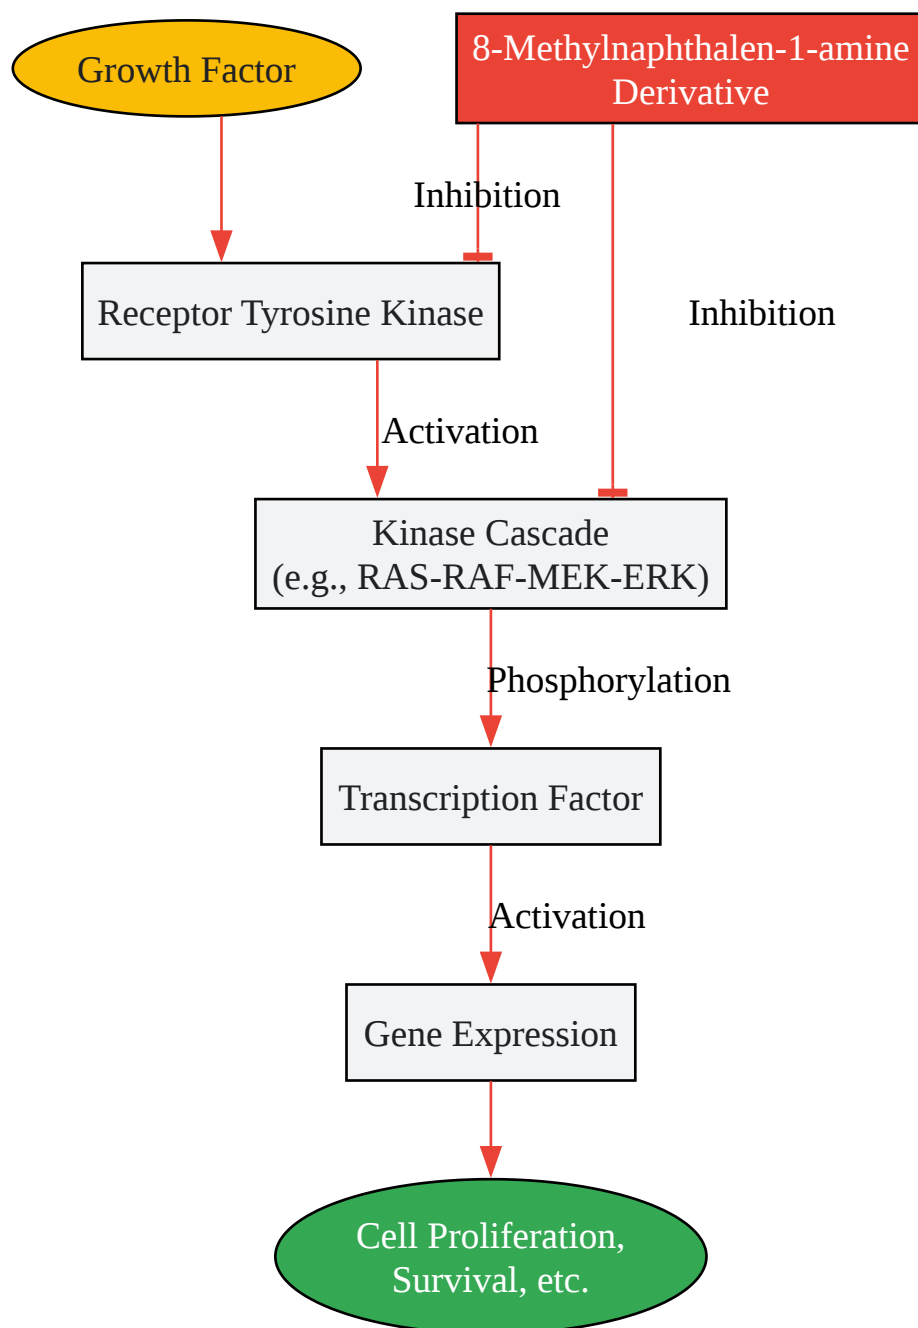 Growth Factor
8-Methylnaphthalen-1-amine
Derivative
Inhibition
Receptor Tyrosine Kinase
Inhibition
Activation
Kinase Cascade
(e.g., RAS-RAF-MEK-ERK)
Phosphorylation
Transcription Factor
Activation
Gene Expression
Cell Proliferation,
Survival, etc.